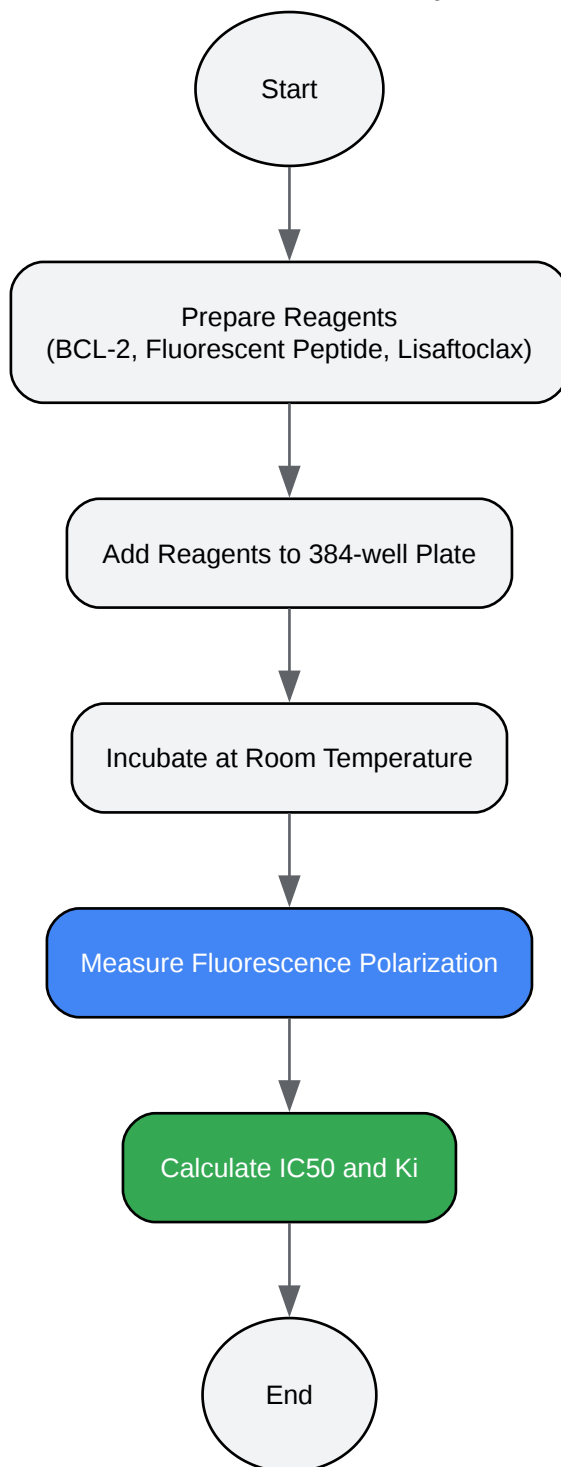 Start
Prepare Reagents
(BCL-2, Fluorescent Peptide, Lisaftoclax)
Add Reagents to 384-well Plate
Incubate at Room Temperature
Measure Fluorescence Polarization
Calculate IC50 and Ki
End